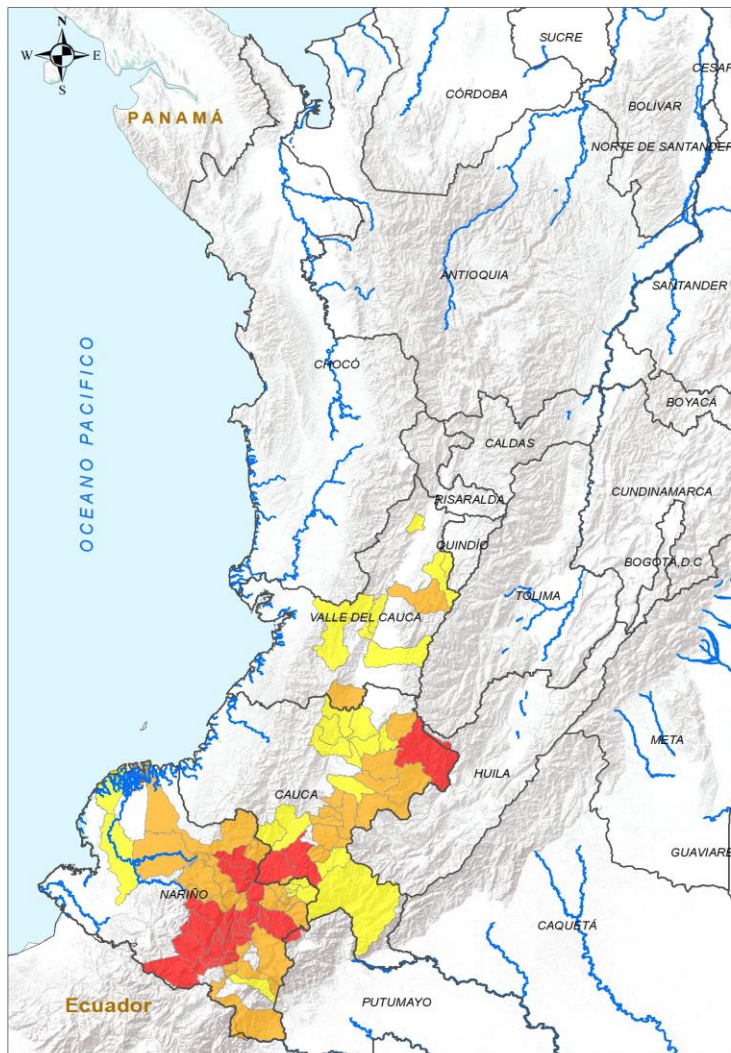 N
W E
S
SUCRE
CESAR
CÓRDOBA
BOLÍVAR
PANAMÁ
NORTE DE SANTANDER
ANTIOQUIA
SANTANDER
OCEANO PACIFICO
CHOCÓ
BOYACÁ
CALDAS
RISARALDA
CUNDINAMARCA
QUINDÍO
BOGOTÁ,D.C
TOLIMA
VALLE DEL CAUCA
META
HUILA
CAUCA
GUAVIARE
NARIÑO
CAQUETÁ
Ecuador
PUTUMAYO